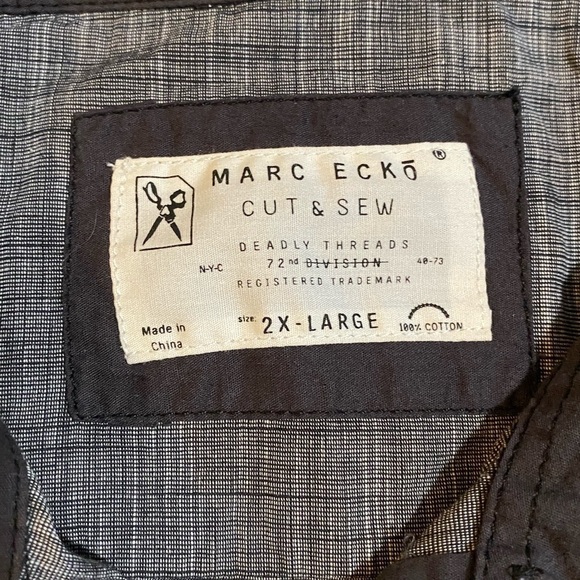 MARC ECKō ®
CUT & SEW
DEADLY THREADS
N-Y-C 72nd DIVISION 40-73
REGISTERED TRADEMARK
Made in China
size: 2X-LARGE
100% COTTON